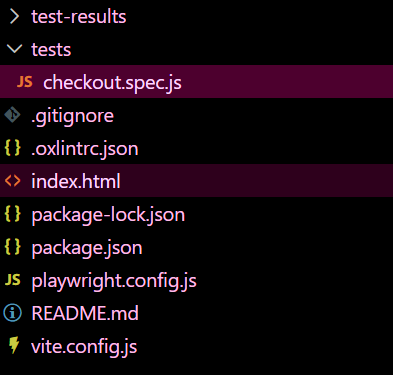 test-results
tests
JS checkout.spec.js
.gitignore
{} .oxlintrc.json
<> index.html
{} package-lock.json
{} package.json
JS playwright.config.js
README.md
vite.config.js